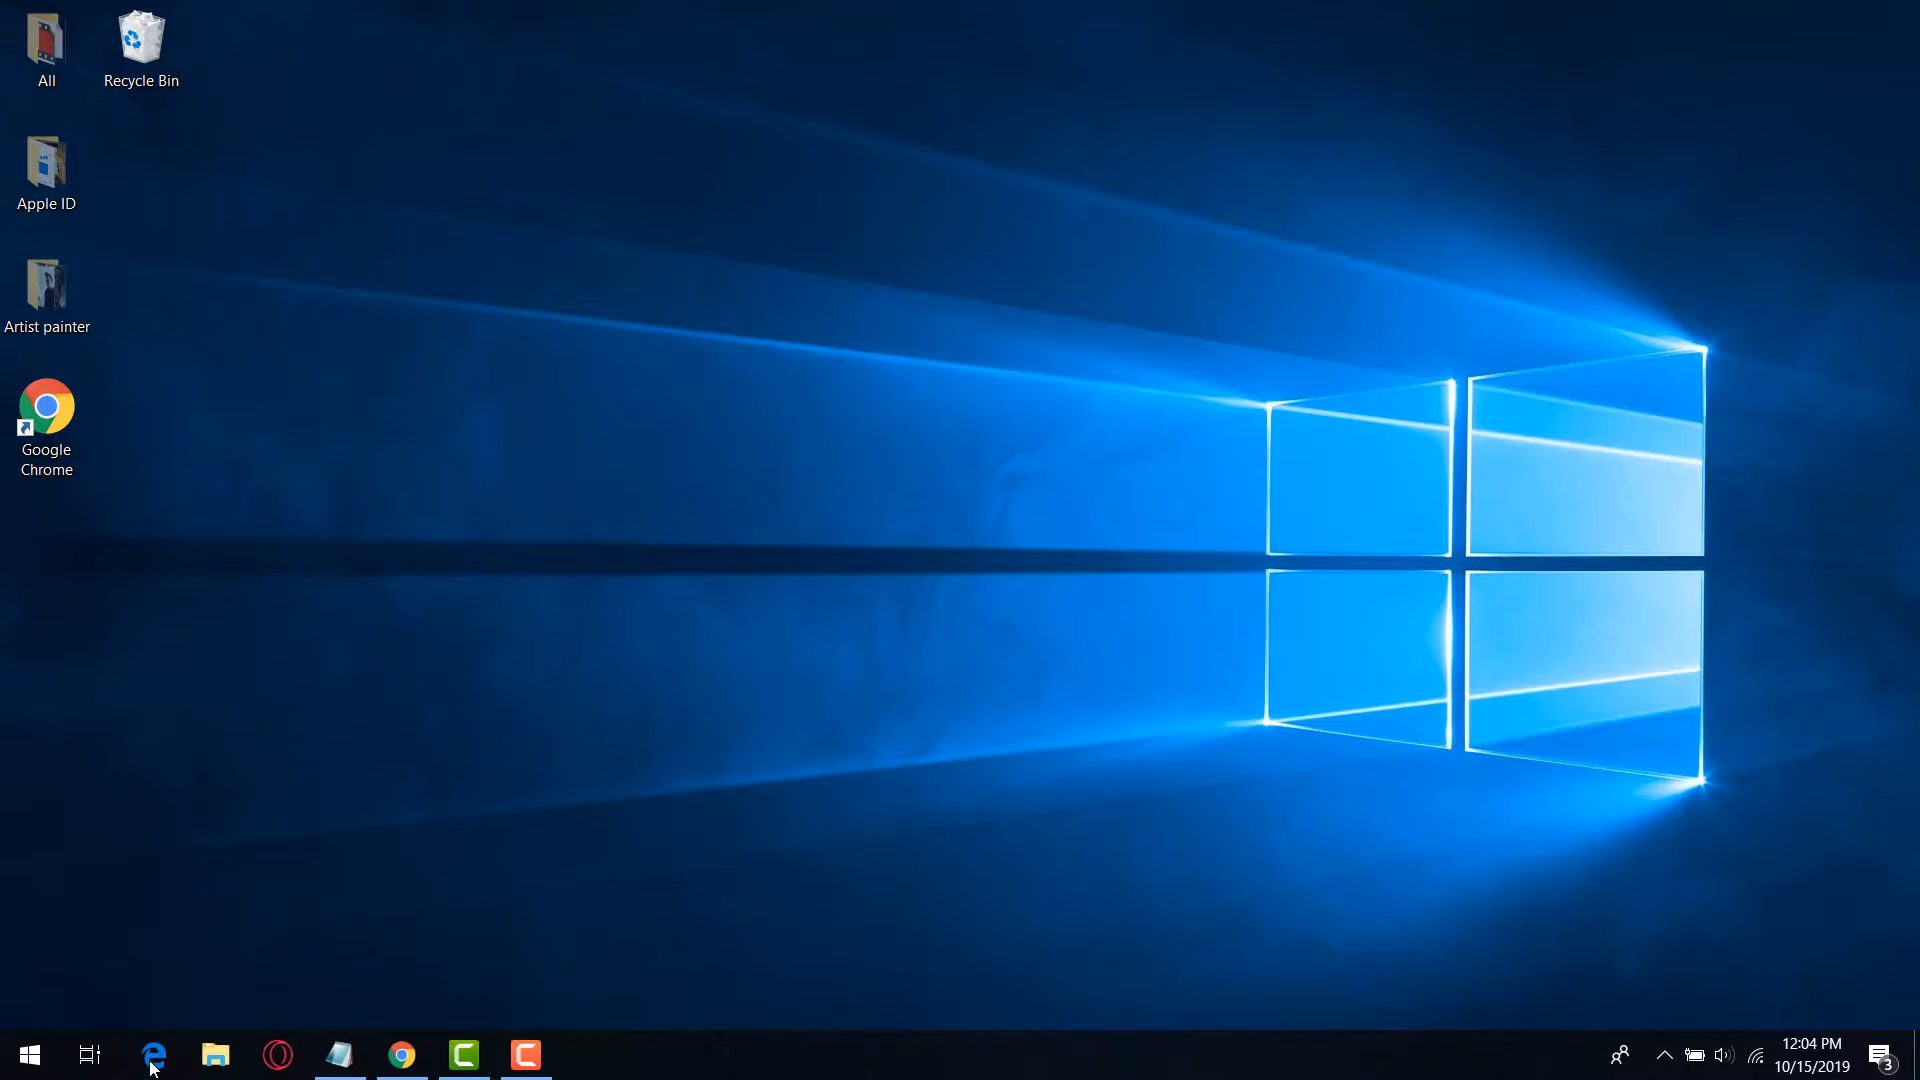 All
Recycle Bin
Apple ID
Artist painter
Google
Chrome
12:04 PM
10/15/2019
3